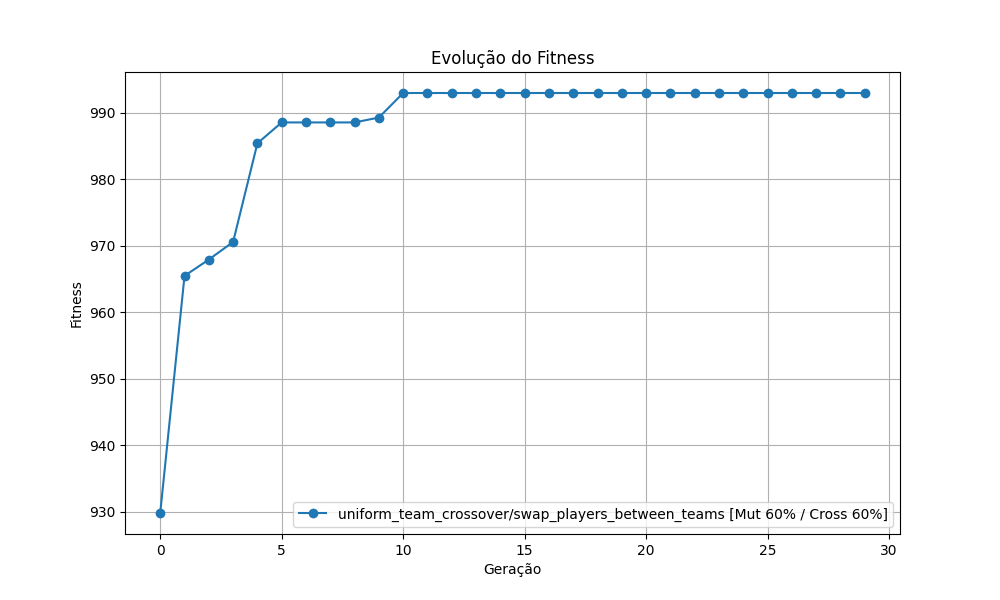 Evolução do Fitness
Fitness
990
980
970
960
950
940
930
uniform_team_crossover/swap_players_between_teams [Mut 60% / Cross 60%]
0 5 10 15 20 25 30
Geração